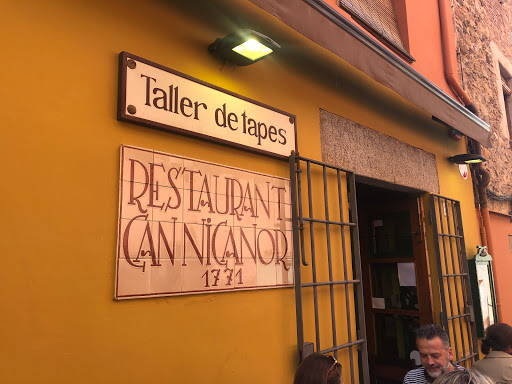 Taller de tapes
RESTAURANT
CAN NICANOR
1771